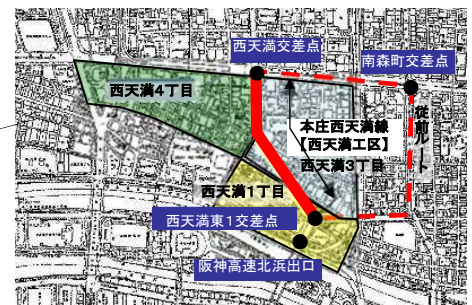 西天満交差点
南森町交差点
西天満4丁目
本庄西天満線
【西天満工区】
従前ルート
西天満3丁目
西天満1丁目
西天満東1交差点
阪神高速北浜出口